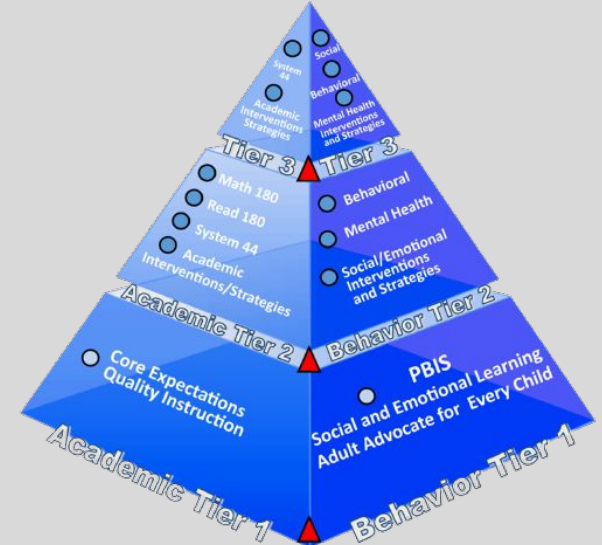 System
44
Academic
Interventions
Strategies
Social
Behavioral
Mental Health
Interventions
and Strategies
Tier 3
Tier 3
Math 180
Read 180
System 44
Academic
Interventions/Strategies
Behavioral
Mental Health
Social/Emotional
Interventions
and Strategies
Academic Tier 2
Behavior Tier 2
Core Expectations
Quality Instruction
PBIS
Social and Emotional Learning
Adult Advocate for Every Child
Academic Tier 1
Behavior Tier 1